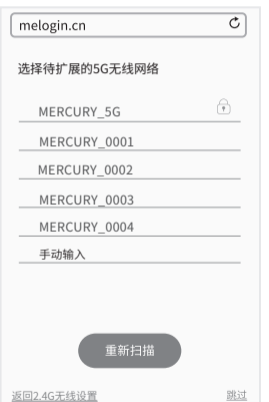 melogin.cn
选择待扩展的5G无线网络
MERCURY_5G
MERCURY_0001
MERCURY_0002
MERCURY_0003
MERCURY_0004
手动输入
重新扫描
返回2.4G无线设置 跳过